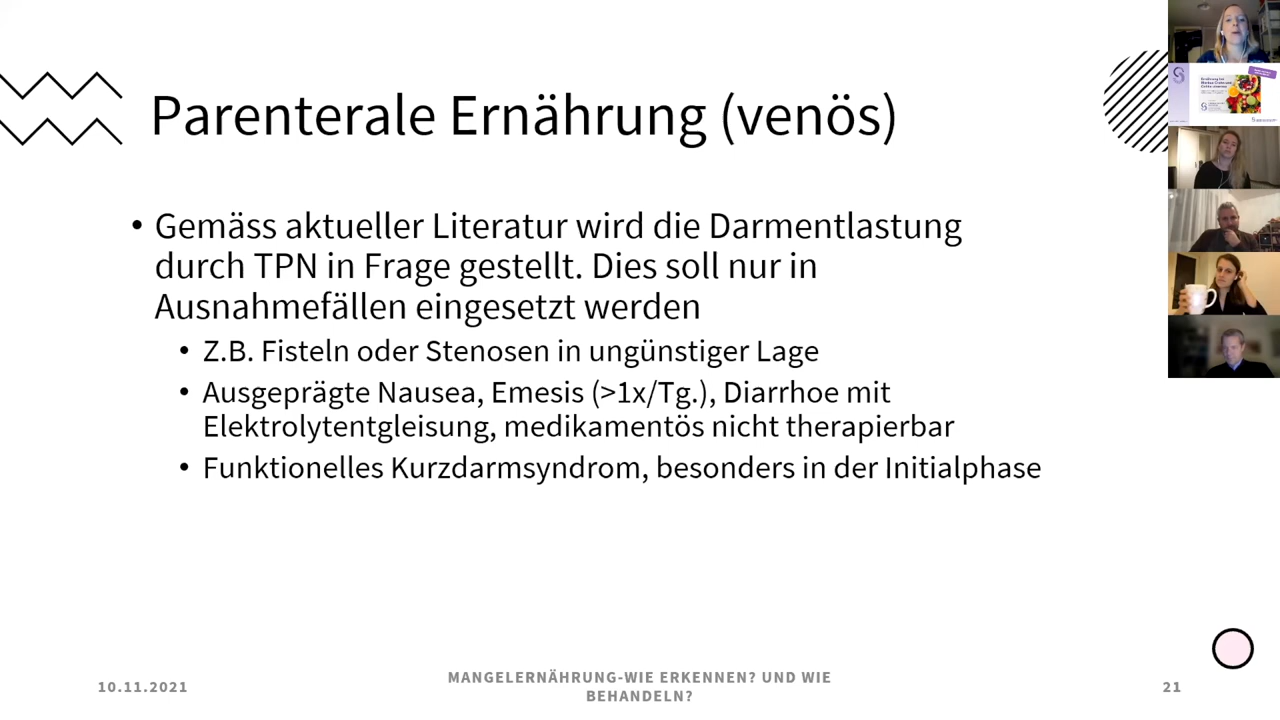 Parenterale Ernährung (venös)
• Gemäss aktueller Literatur wird die Darmentlastung
durch TPN in Frage gestellt. Dies soll nur in
Ausnahmefällen eingesetzt werden
• Z.B. Fisteln oder Stenosen in ungünstiger Lage
• Ausgeprägte Nausea, Emesis (>1x/Tg.), Diarrhoe mit
Elektrolytentgleisung, medikamentös nicht therapierbar
• Funktionelles Kurzdarmsyndrom, besonders in der Initialphase
10.11.2021
MANGELERNÄHRUNG-WIE ERKENNEN? UND WIE
BEHANDELN?
21